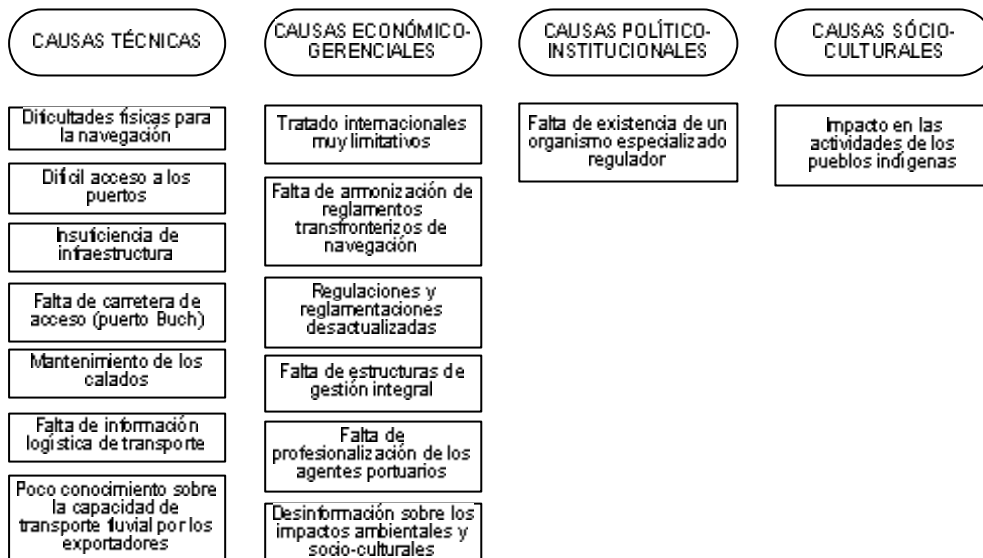 CAUSAS TÉCNICAS
Dificultades físicas para
la navegación
Difícil acceso a los
puertos
Insuficiencia de
infraestructura
Falta de carretera de
acceso (puerto Buch)
Mantenimiento de los
calados
Falta de información
logística de transporte
Poco conocimiento sobre
la capacidad de
transporte fluvial por los
exportadores
CAUSAS ECONÓMICO-
GERENCIALES
Tratado internacionales
muy limitativos
Falta de armonización de
reglamentos
transfronterizos de
navegación
Regulaciones y
reglamentaciones
desactualizadas
Falta de estructuras de
gestión integral
Falta de
profesionalización de los
agentes portuarios
Desinformación sobre los
impactos ambientales y
socio-culturales
CAUSAS POLÍTICO-
INSTITUCIONALES
Falta de existencia de un
organismo especializado
regulador
CAUSAS SÓCIO-
CULTURALES
Impacto en las
actividades de los
pueblos indígenas